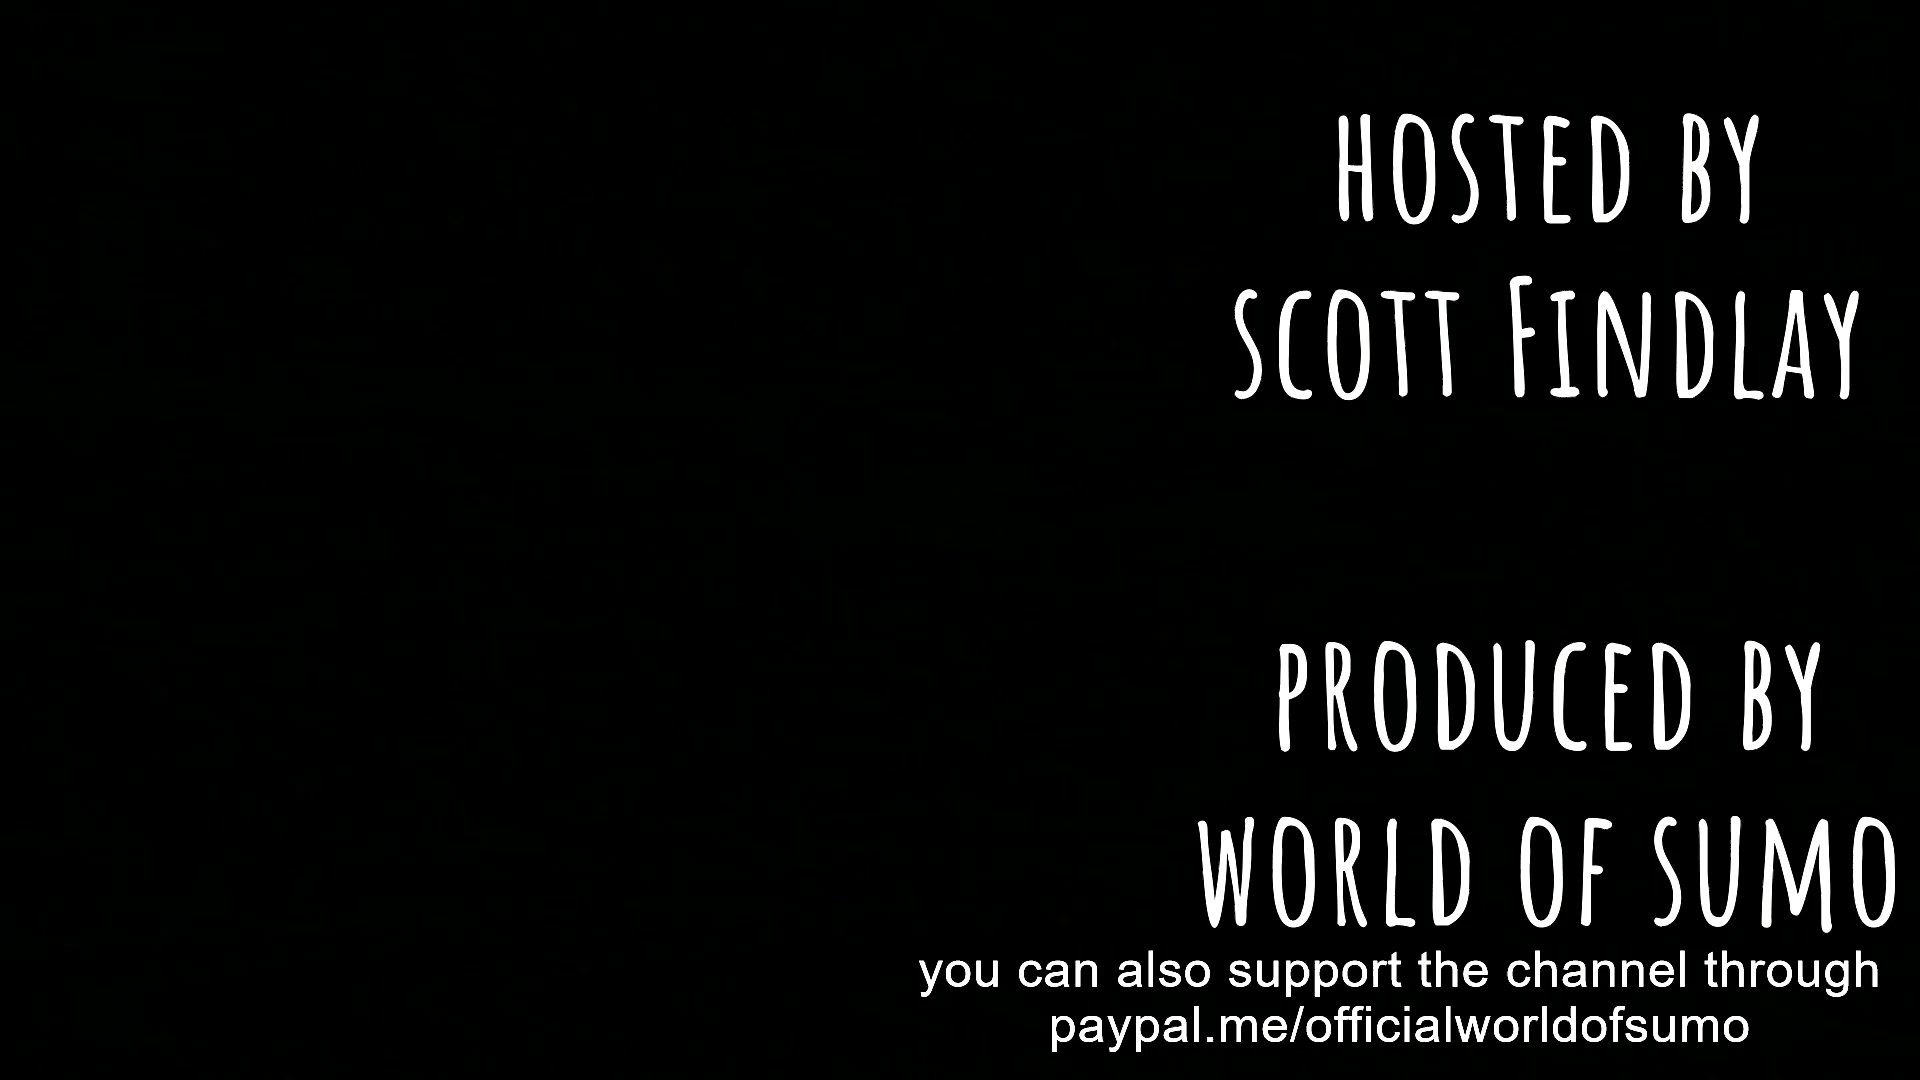 HOSTED BY
SCOTT FINDLAY
PRODUCED BY
WORLD OF SUMO
you can also support the channel through
paypal.me/officialworldofsumo